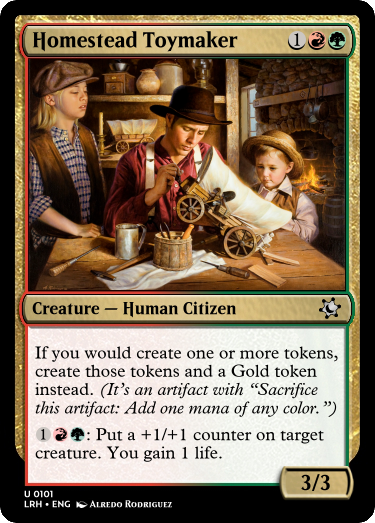 Homestead Toymaker 1
Creature — Human Citizen
If you would create one or more tokens,
create those tokens and a Gold token
instead. (It's an artifact with “Sacrifice
this artifact: Add one mana of any color.”)
1 : Put a +1/+1 counter on target
creature. You gain 1 life.
3/3
U 0101
LRH • ENG Alredo Rodriguez